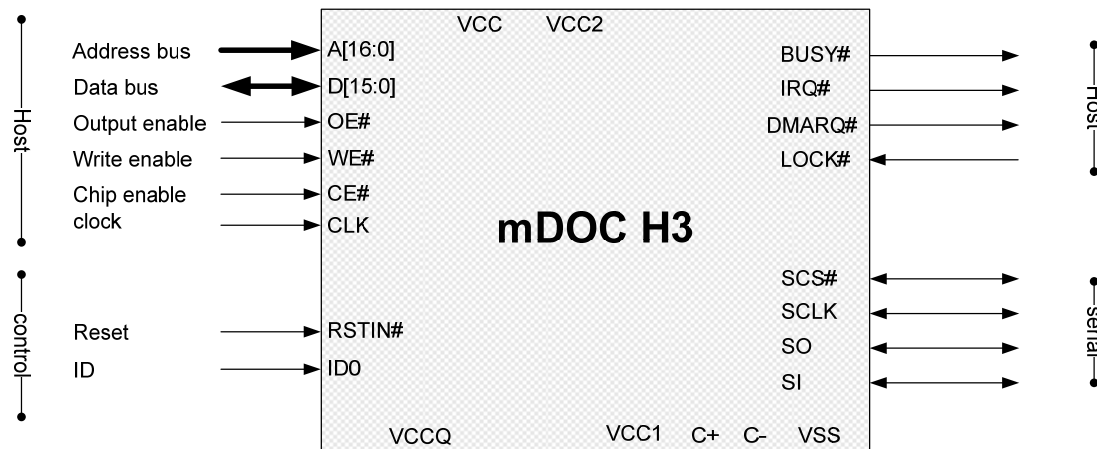 VCC VCC2
Host
Address bus A[16:0]
Data bus D[15:0]
Output enable OE#
Write enable WE#
Chip enable CE#
clock CLK
BUSY#
IRQ#
DMARQ#
LOCK#
Host
mDOC H3
control
Reset RSTIN#
ID ID0
SCS#
SCLK
SO
SI
serial
VCCQ VCC1 C+ C- VSS